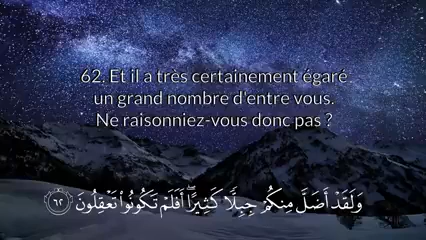 62. Et il a très certainement égaré
un grand nombre d'entre vous.
Ne raisonniez-vous donc pas ?
وَلَقَدْ أَضَلَّ مِنكُمْ جِبِلًّا كَثِيرًا ۖ أَفَلَمْ تَكُونُوا۟ تَعْقِلُونَ ٦٢